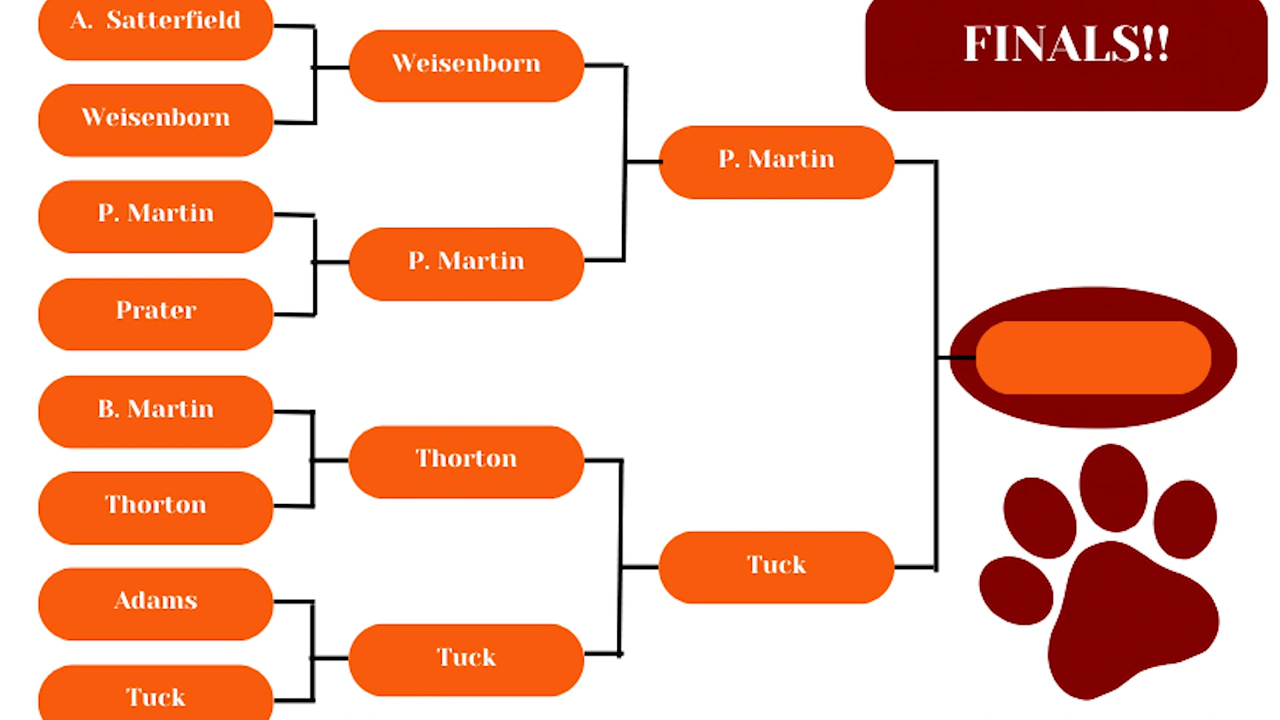 A. Satterfield
Weisenborn
P. Martin
Prater
B. Martin
Thorton
Adams
Tuck
Weisenborn
P. Martin
Thorton
Tuck
P. Martin
Tuck
FINALS!!